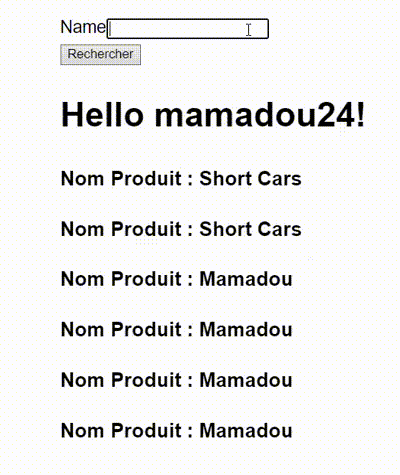 Name
Rechercher
Hello mamadou24!
Nom Produit : Short Cars
Nom Produit : Short Cars
Nom Produit : Mamadou
Nom Produit : Mamadou
Nom Produit : Mamadou
Nom Produit : Mamadou